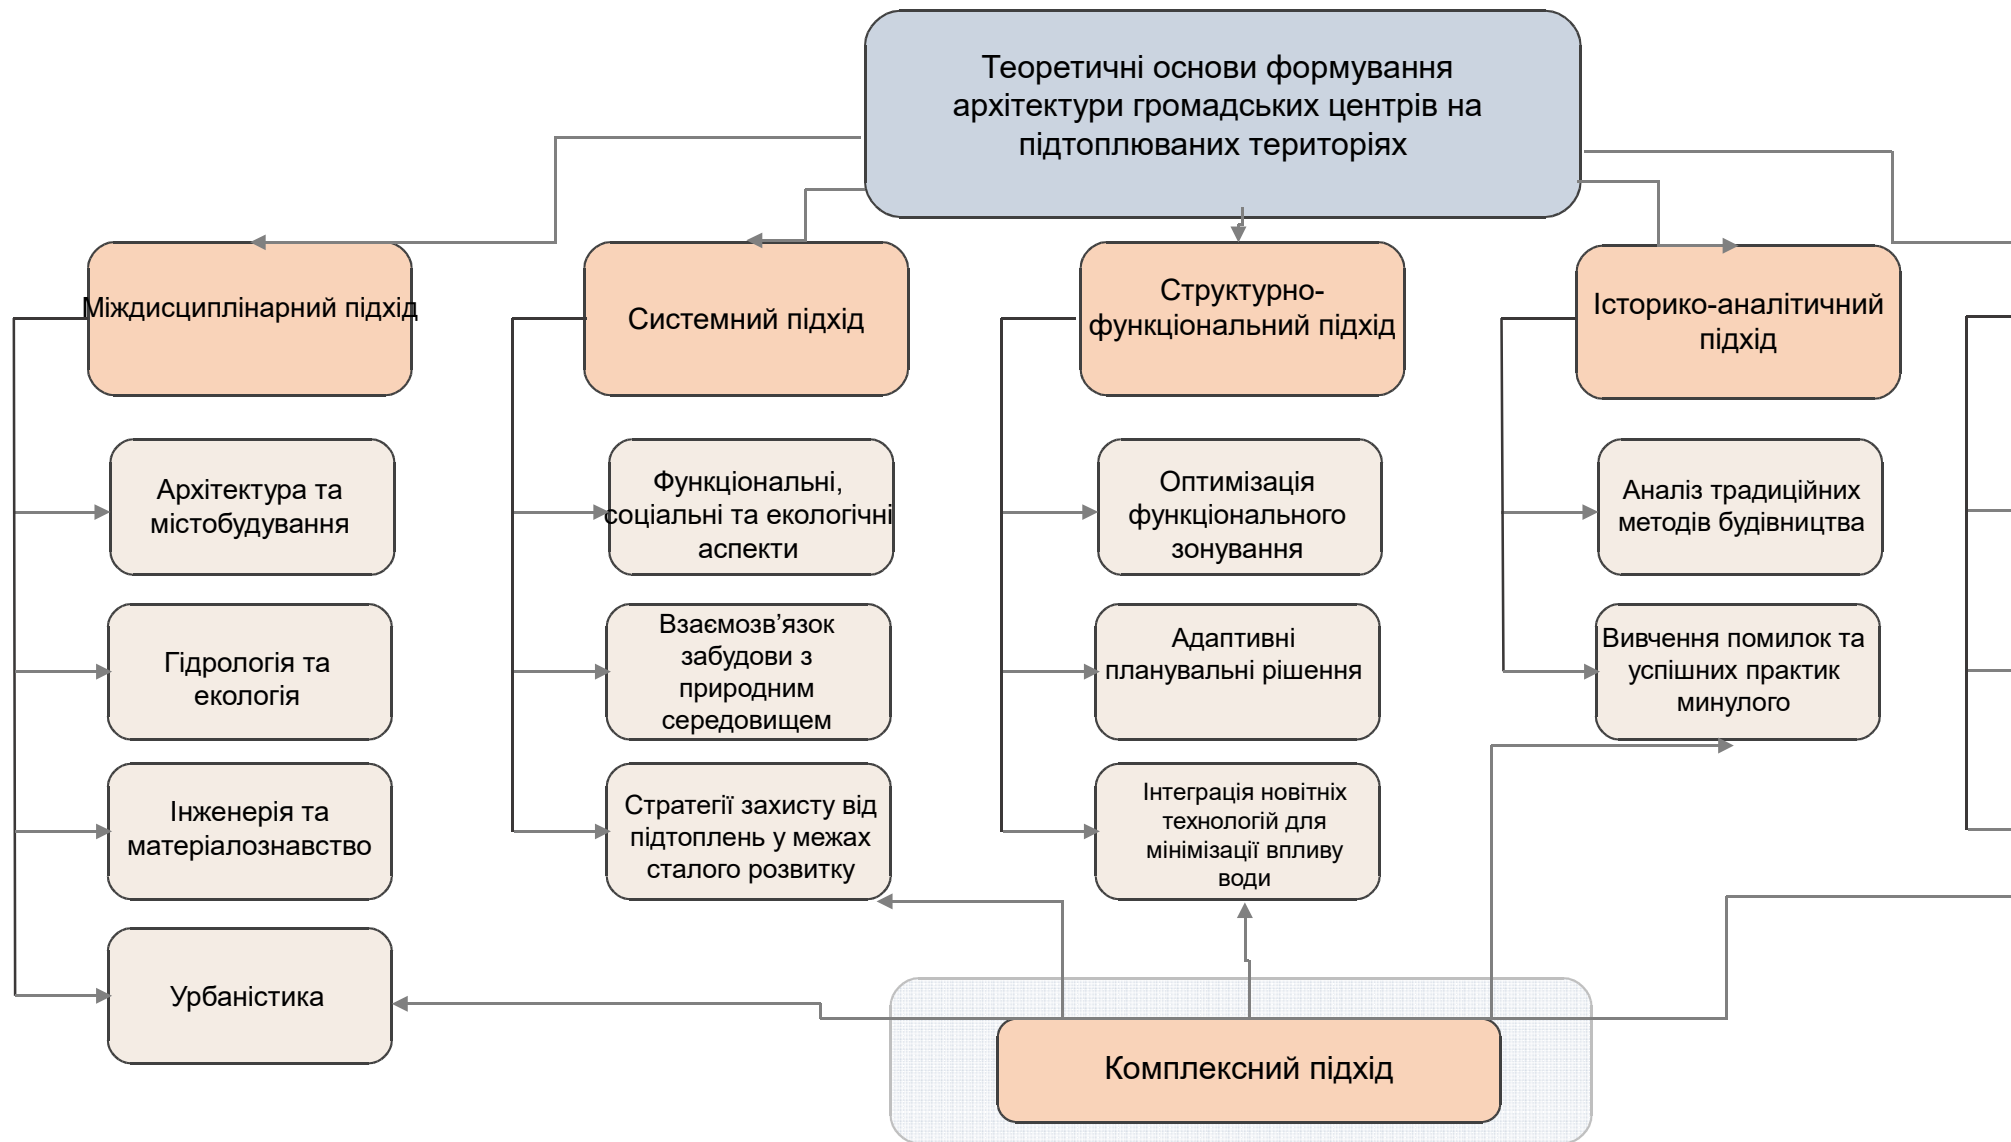 Теоретичні основи формування
архітектури громадських центрів на
підтоплюваних територіях
Міждисциплінарний підхід
Системний підхід
Структурно-
функціональний підхід
Історико-аналітичний
підхід
Архітектура та
містобудування
Гідрологія та
екологія
Інженерія та
матеріалознавство
Урбаністика
Функціональні,
соціальні та екологічні
аспекти
Взаємозв’язок
забудови з
природним
середовищем
Стратегії захисту від
підтоплень у межах
сталого розвитку
Оптимізація
функціонального
зонування
Адаптивні
планувальні рішення
Інтеграція новітніх
технологій для
мінімізації впливу
води
Аналіз традиційних
методів будівництва
Вивчення помилок та
успішних практик
минулого
Комплексний підхід